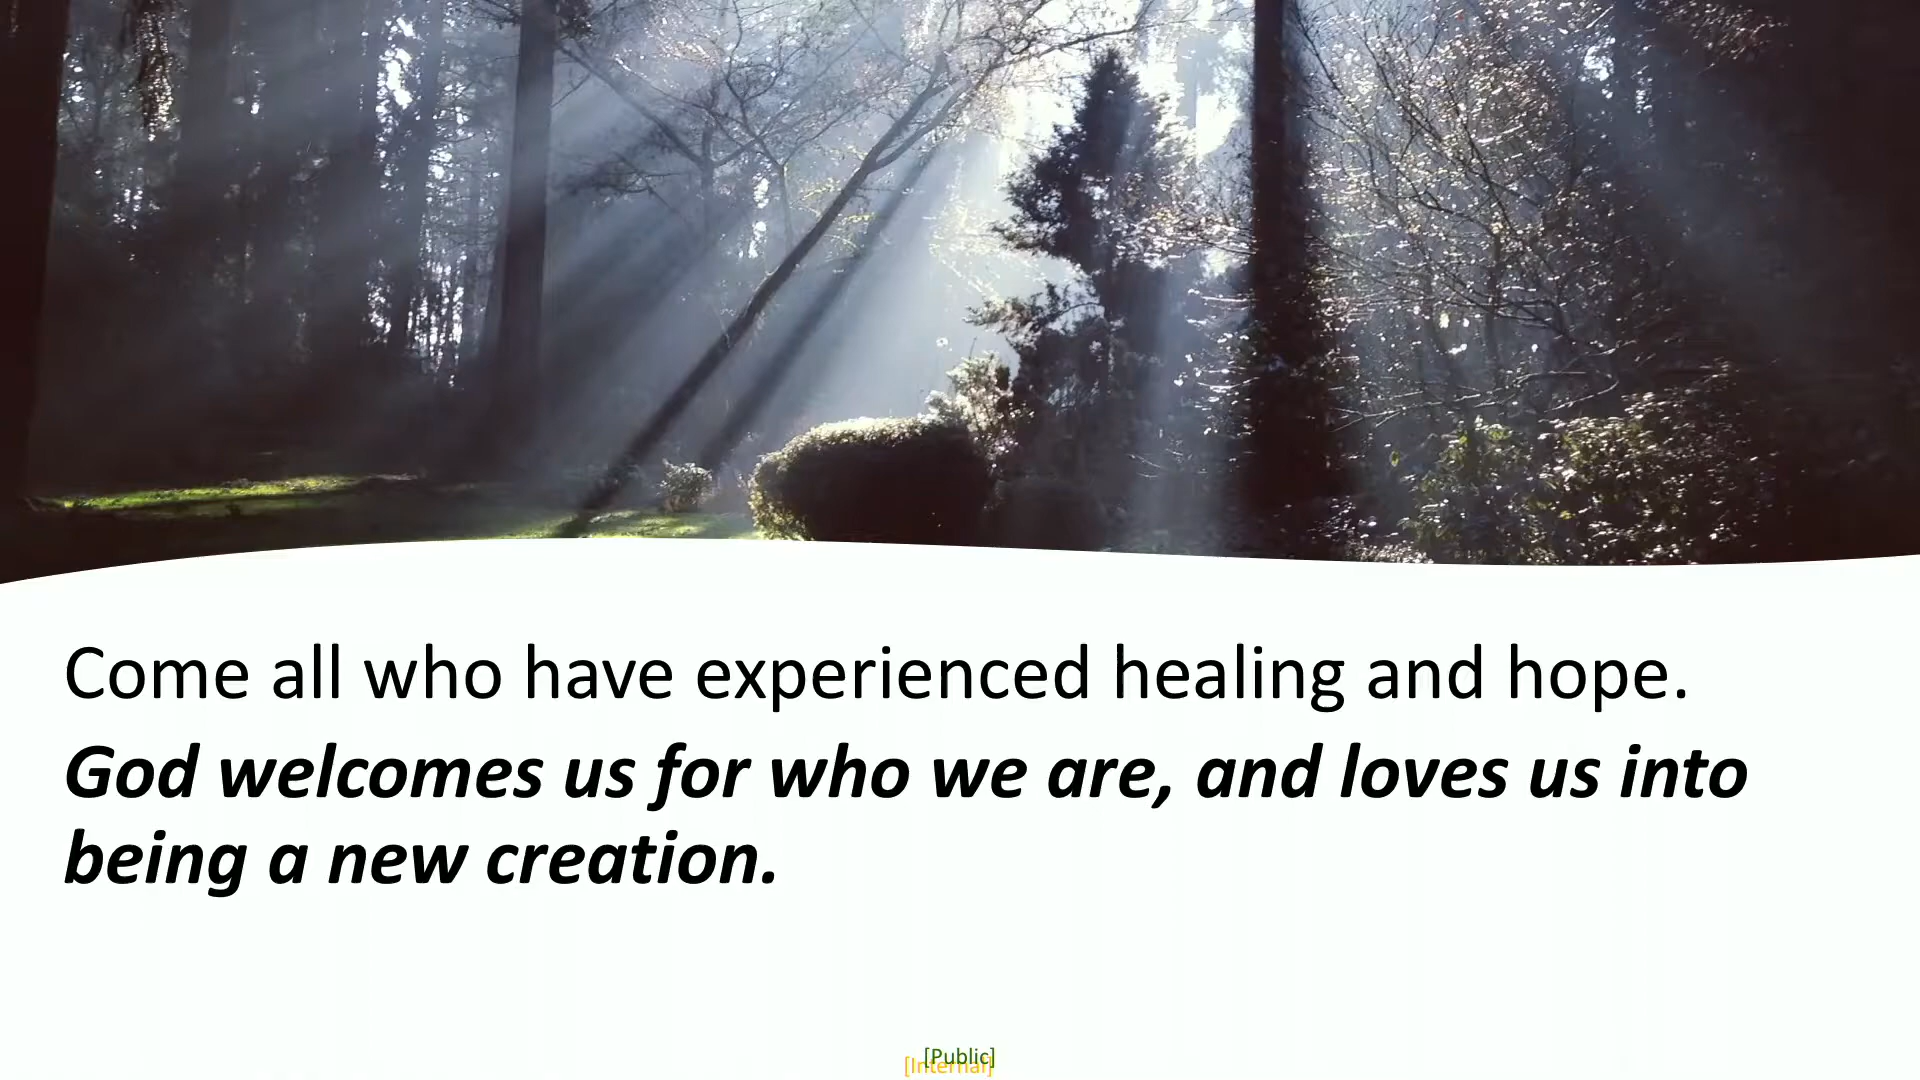 Come all who have experienced healing and hope.
God welcomes us for who we are, and loves us into
being a new creation.
[Public]
[Internal]